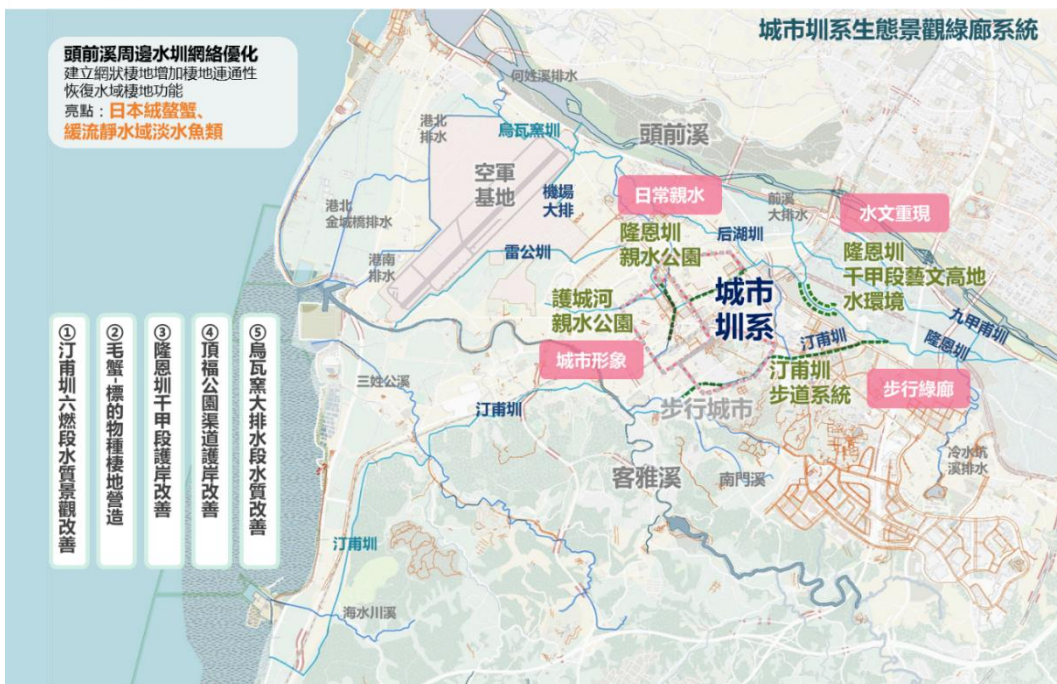 城市圳系生態景觀綠廊系統
頭前溪周邊水圳網絡優化
建立網狀棲地增加棲地連通性
恢復水域棲地功能
亮點：日本絨螯蟹、
緩流靜水域淡水魚類
何姓溪排水
港北
排水
烏瓦窯圳
頭前溪
空軍
基地
機場
大排
日常親水
前溪
大排水
水文重現
港北
金城橋排水
港南
排水
雷公圳
隆恩圳
親水公園
后湖圳
隆恩圳
千甲段藝文高地
水環境
護城河
親水公園
城市
圳系
九甲甫圳
汀甫圳
隆恩圳
城市形象
汀甫圳
步道系統
步行綠廊
三姓公溪
汀甫圳
步行城市
客雅溪
南門溪
冷水坑
溪排水
汀甫圳
海水川溪
①汀甫圳六燃段水質景觀改善
②毛蟹-標的物種棲地營造
③隆恩圳千甲段護岸改善
④頂福公園渠道護岸改善
⑤烏瓦窯大排水段水質改善